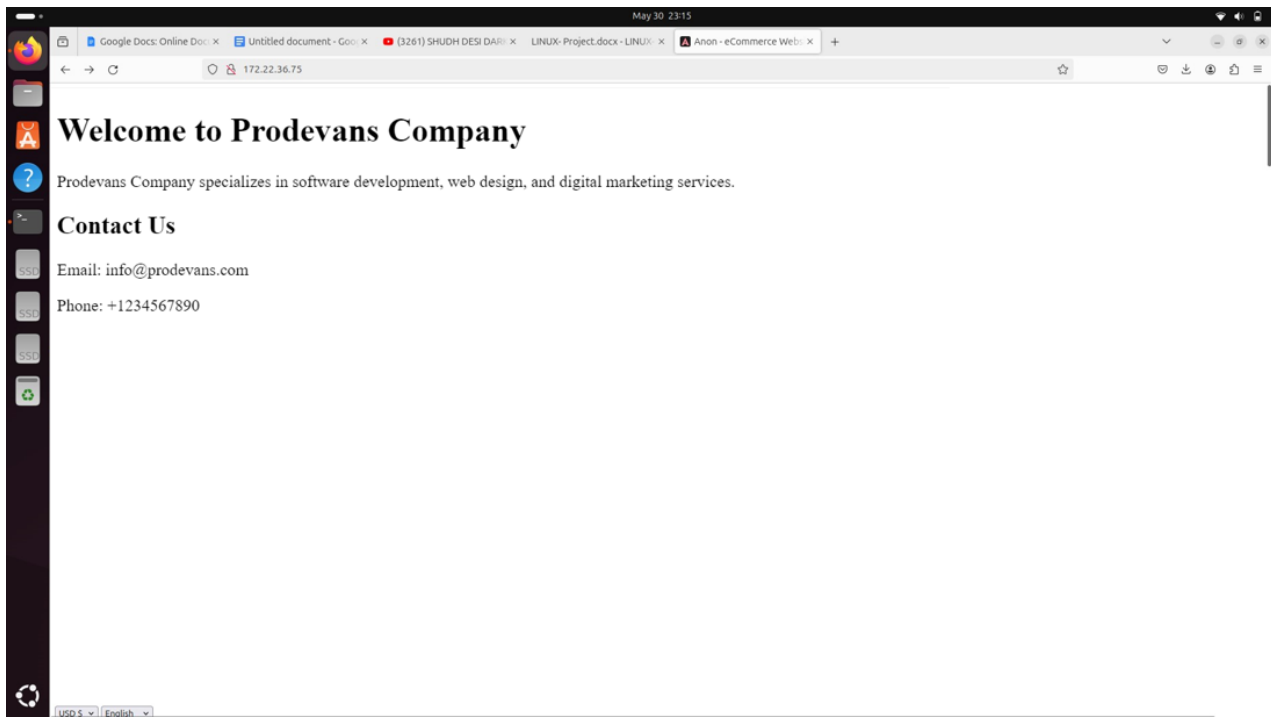 May 30 23:15
Google Docs: Online Doc
Untitled document - Goo
(3261) SHUDH DESI DARI
LINUX- Project.docx - LINUX-
Anon - eCommerce Webs
172.22.36.75
Welcome to Prodevans Company
Prodevans Company specializes in software development, web design, and digital marketing services.
Contact Us
Email: info@prodevans.com
Phone: +1234567890
SSD
SSD
SSD
USD $
English